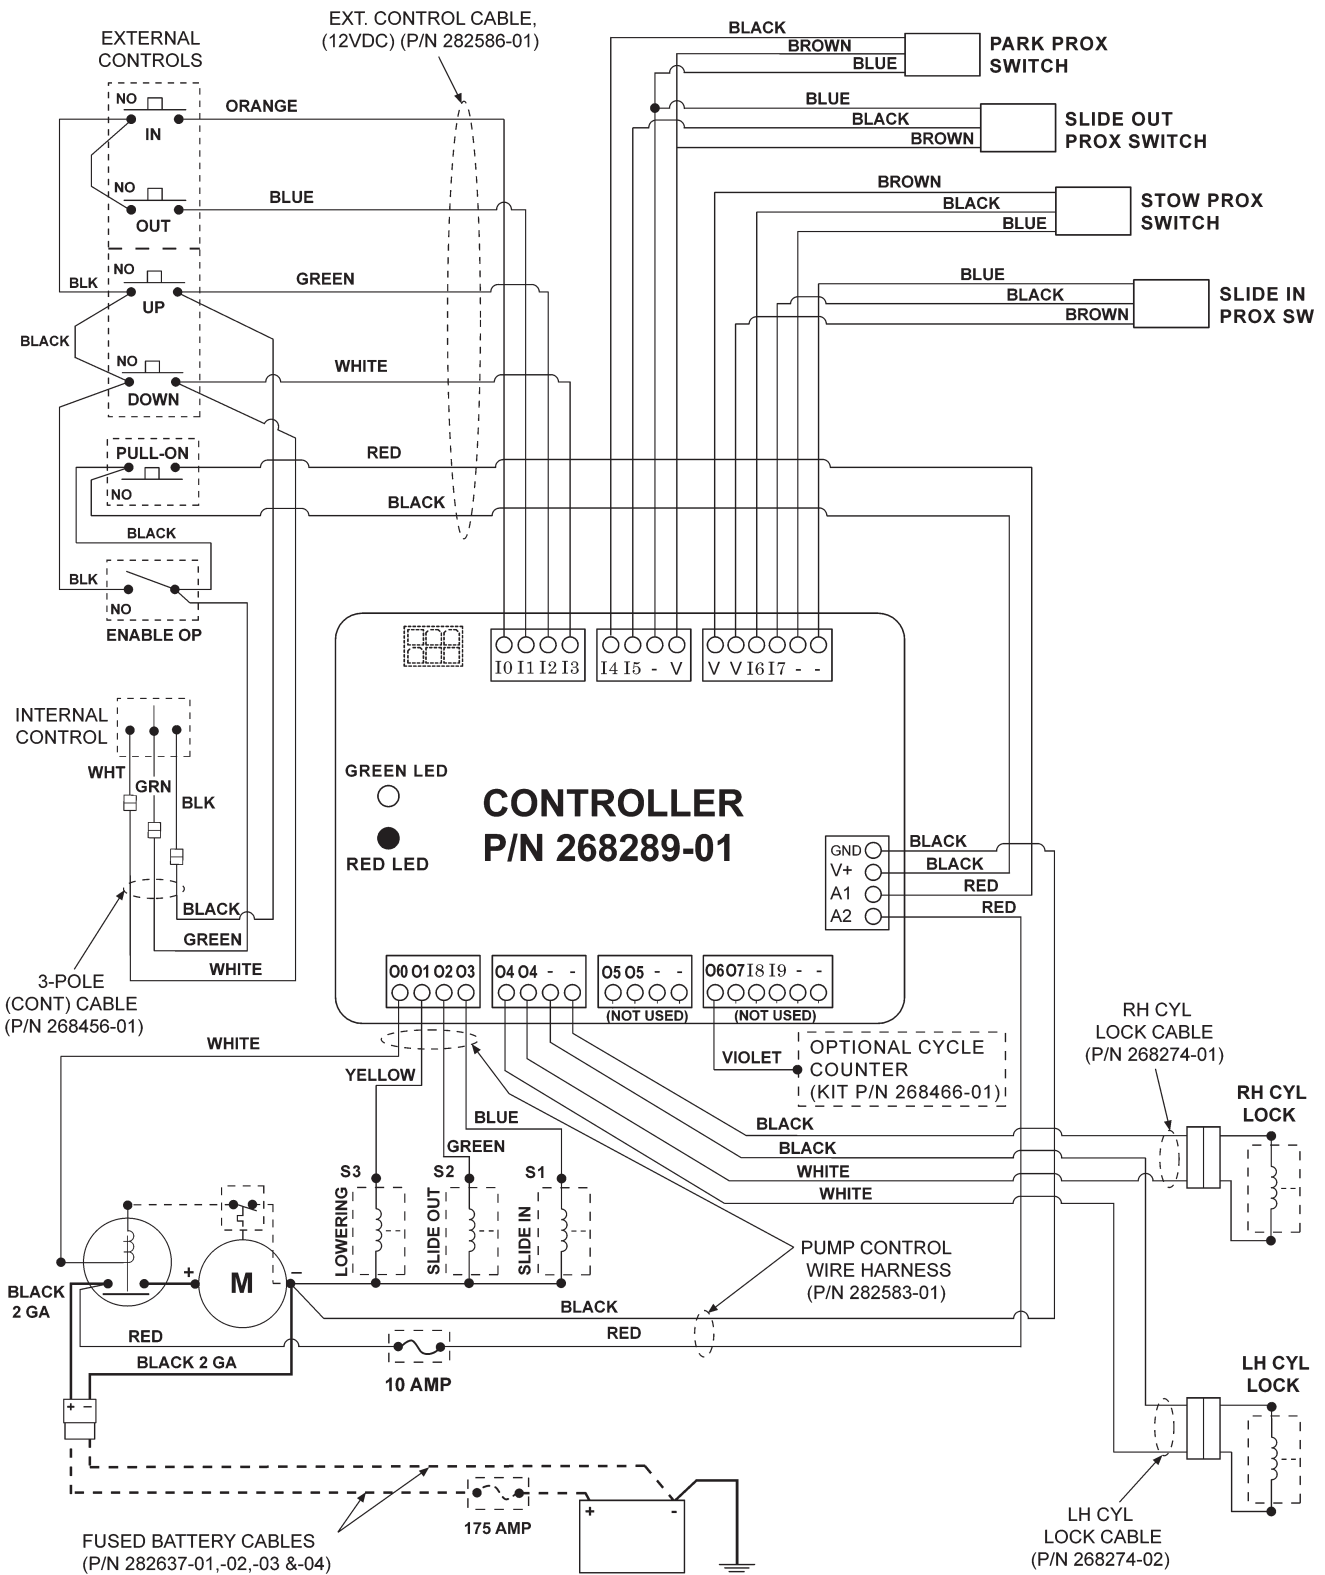 EXT. CONTROL CABLE,
(12VDC) (P/N 282586-01)
EXTERNAL
CONTROLS
NO
IN
ORANGE
NO
OUT
BLUE
NO
UP
BLK
GREEN
BLACK
NO
DOWN
WHITE
PULL-ON
NO
RED
BLACK
BLACK
BLK
NO
ENABLE OP
BLACK
BROWN
BLUE
PARK PROX
SWITCH
BLUE
BLACK
BROWN
SLIDE OUT
PROX SWITCH
BROWN
BLACK
BLUE
STOW PROX
SWITCH
BLUE
BLACK
BROWN
SLIDE IN
PROX SW
I0 I1 I2 I3
I4 I5 - V
V V I6 I7 - -
INTERNAL
CONTROL
WHT
GRN
BLK
BLACK
GREEN
WHITE
3-POLE
(CONT) CABLE
(P/N 268456-01)
GREEN LED
RED LED
CONTROLLER
P/N 268289-01
GND
V+
A1
A2
BLACK
BLACK
RED
RED
O0 O1 O2 O3
O4 O4 - -
O5 O5 - -
(NOT USED)
O6 O7 I8 I9 - -
(NOT USED)
WHITE
YELLOW
BLUE
GREEN
VIOLET
OPTIONAL CYCLE
COUNTER
(KIT P/N 268466-01)
RH CYL
LOCK CABLE
(P/N 268274-01)
RH CYL
LOCK
BLACK
BLACK
WHITE
WHITE
S3
S2
S1
LOWERING
SLIDE OUT
SLIDE IN
PUMP CONTROL
WIRE HARNESS
(P/N 282583-01)
+
M
-
BLACK
2 GA
BLACK
RED
RED
BLACK 2 GA
10 AMP
LH CYL
LOCK
+ -
175 AMP
+ -
FUSED BATTERY CABLES
(P/N 282637-01,-02,-03 &-04)
LH CYL
LOCK CABLE
(P/N 268274-02)